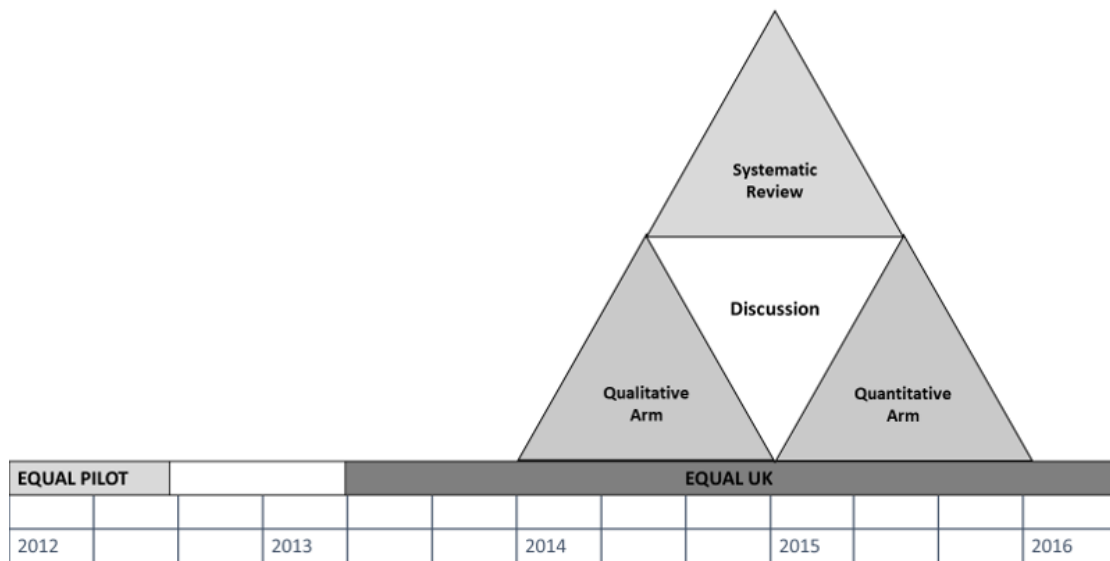 Systematic
Review
Discussion
Qualitative
Arm
Quantitative
Arm
EQUAL PILOT
EQUAL UK
2012
2013
2014
2015
2016